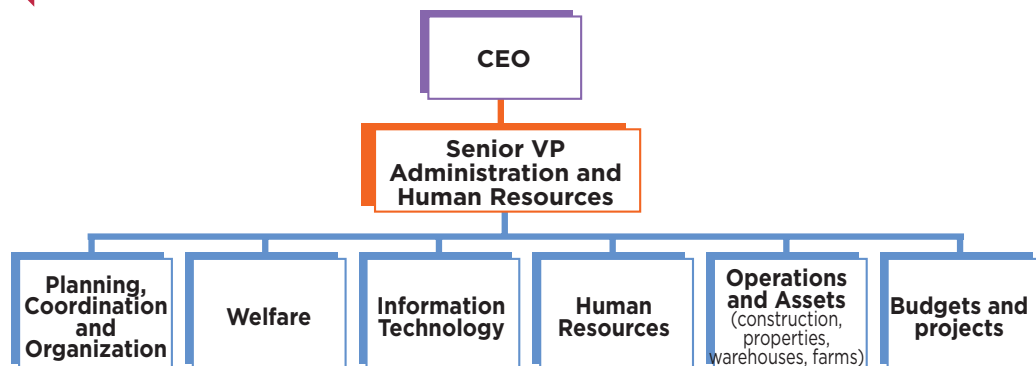 CEO
Senior VP
Administration and
Human Resources
Planning,
Coordination
and
Organization
Welfare
Information
Technology
Human
Resources
Operations
and Assets
(construction,
properties,
warehouses, farms)
Budgets and
projects